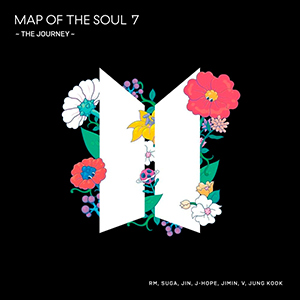 MAP OF THE SOUL 7
~ THE JOURNEY ~
RM, SUGA, JIN, J-HOPE, JIMIN, V, JUNG KOOK